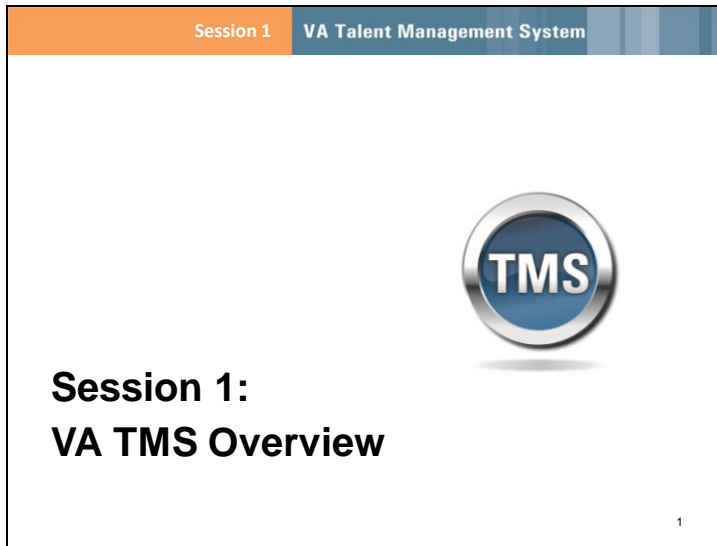 Session 1 VA Talent Management System
TMS
Session 1:
VA TMS Overview
1